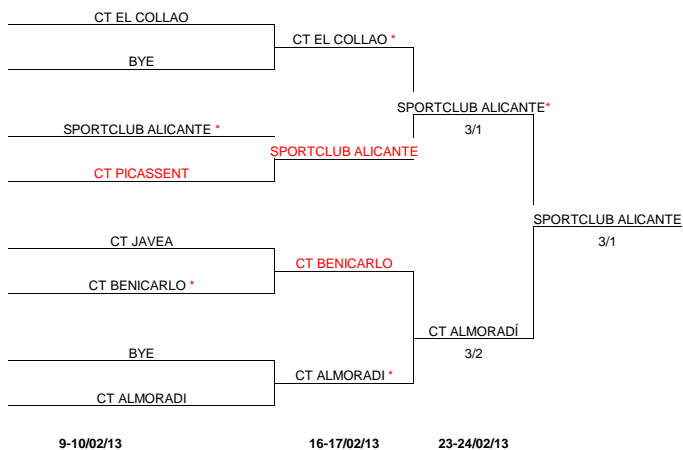 CT EL COLLAO
CT EL COLLAO *
BYE
SPORTCLUB ALICANTE*
SPORTCLUB ALICANTE *
3/1
SPORTCLUB ALICANTE
CT PICASSENT
SPORTCLUB ALICANTE
CT JAVEA
3/1
CT BENICARLO
CT BENICARLO *
CT ALMORADÍ
BYE
3/2
CT ALMORADI *
CT ALMORADI
9-10/02/13
16-17/02/13
23-24/02/13